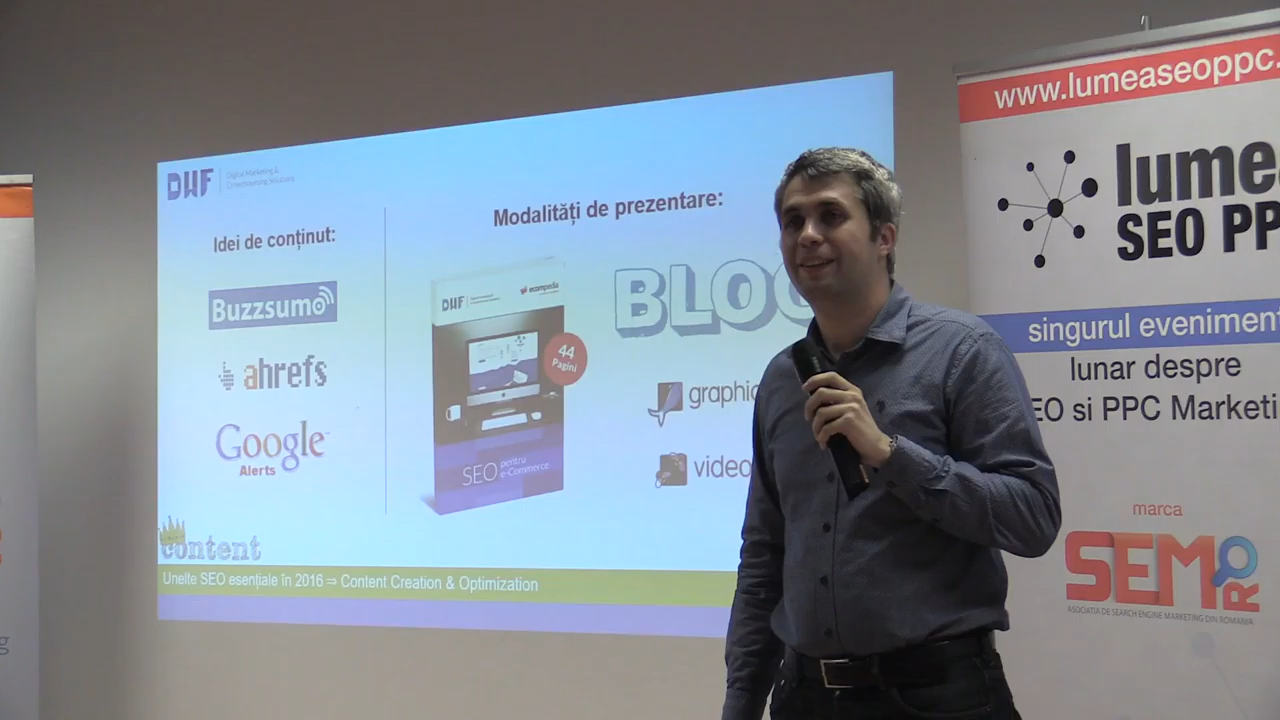 DWF
Digital Marketing &
Crowdsourcing Solutions
Idei de conținut:
Buzzsumo
ahrefs
Google
Alerts
Modalități de prezentare:
DWF
ecompedia
44
Pagini
SEO pentru
e-Commerce
BLOG
graphic
video
content
Unelte SEO esențiale în 2016 ⇒ Content Creation & Optimization
www.lumeaseoppc.
lumea
SEO PP
singurul eveniment
lunar despre
EO si PPC Marketi
marca
SEM
RO
ASOCIATIA DE SEARCH ENGINE MARKETING DIN ROMANIA
g